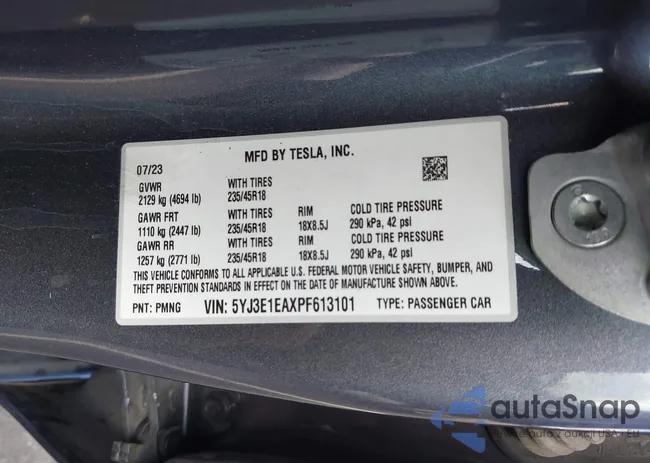 MFD BY TESLA, INC.
07/23
GVWR WITH TIRES
2129 kg (4694 lb) 235/45R18
GAWR FRT WITH TIRES RIM COLD TIRE PRESSURE
1110 kg (2447 lb) 235/45R18 18X8.5J 290 kPa, 42 psi
GAWR RR WITH TIRES RIM COLD TIRE PRESSURE
1257 kg (2771 lb) 235/45R18 18X8.5J 290 kPa, 42 psi
THIS VEHICLE CONFORMS TO ALL APPLICABLE U.S. FEDERAL MOTOR VEHICLE SAFETY, BUMPER, AND
THEFT PREVENTION STANDARDS IN EFFECT ON THE DATE OF MANUFACTURE SHOWN ABOVE.
PNT: PMNG VIN: 5YJ3E1EAXPF613101 TYPE: PASSENGER CAR
autoSnap
USA - EU